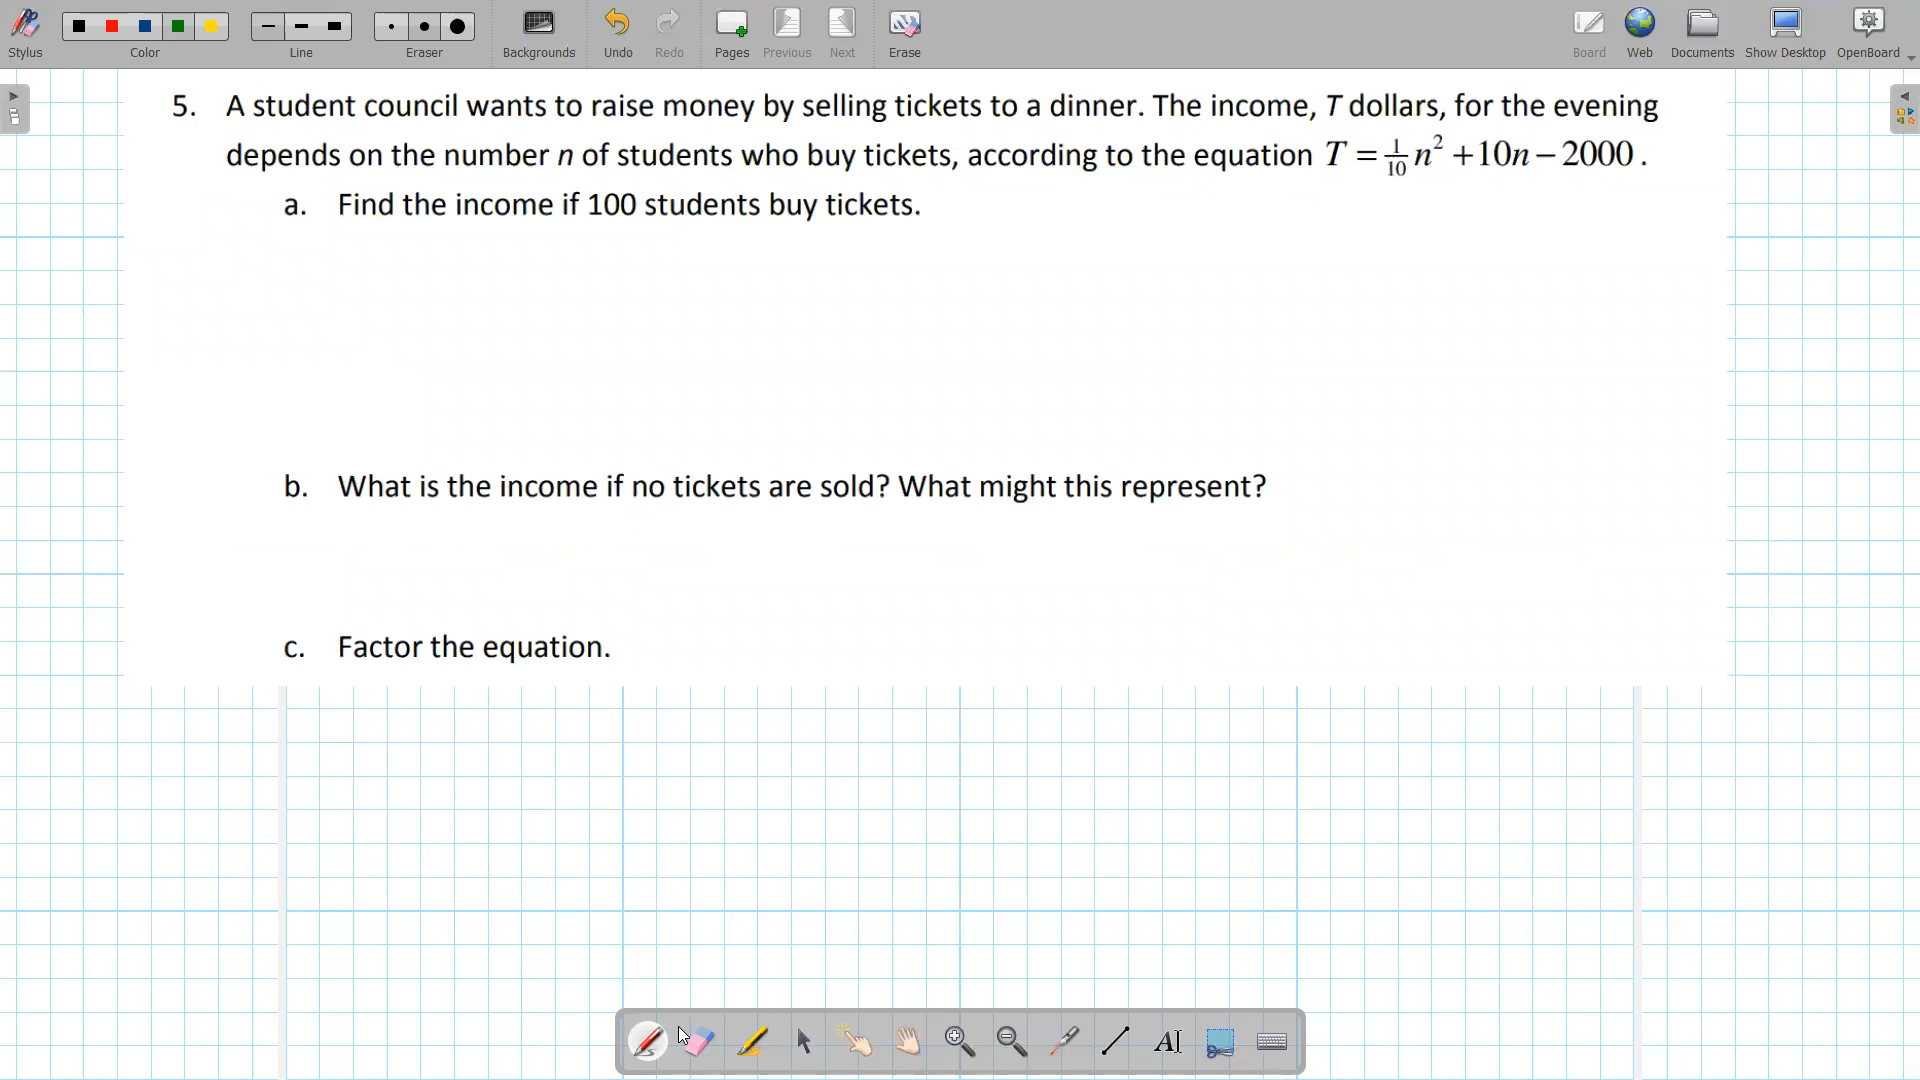 Stylus Color Line Eraser Backgrounds Undo Redo Pages Previous Next Erase Board Web Documents Show Desktop OpenBoard
5. A student council wants to raise money by selling tickets to a dinner. The income, T dollars, for the evening
depends on the number n of students who buy tickets, according to the equation T = 1/10 n² + 10n − 2000.
a. Find the income if 100 students buy tickets.
b. What is the income if no tickets are sold? What might this represent?
c. Factor the equation.